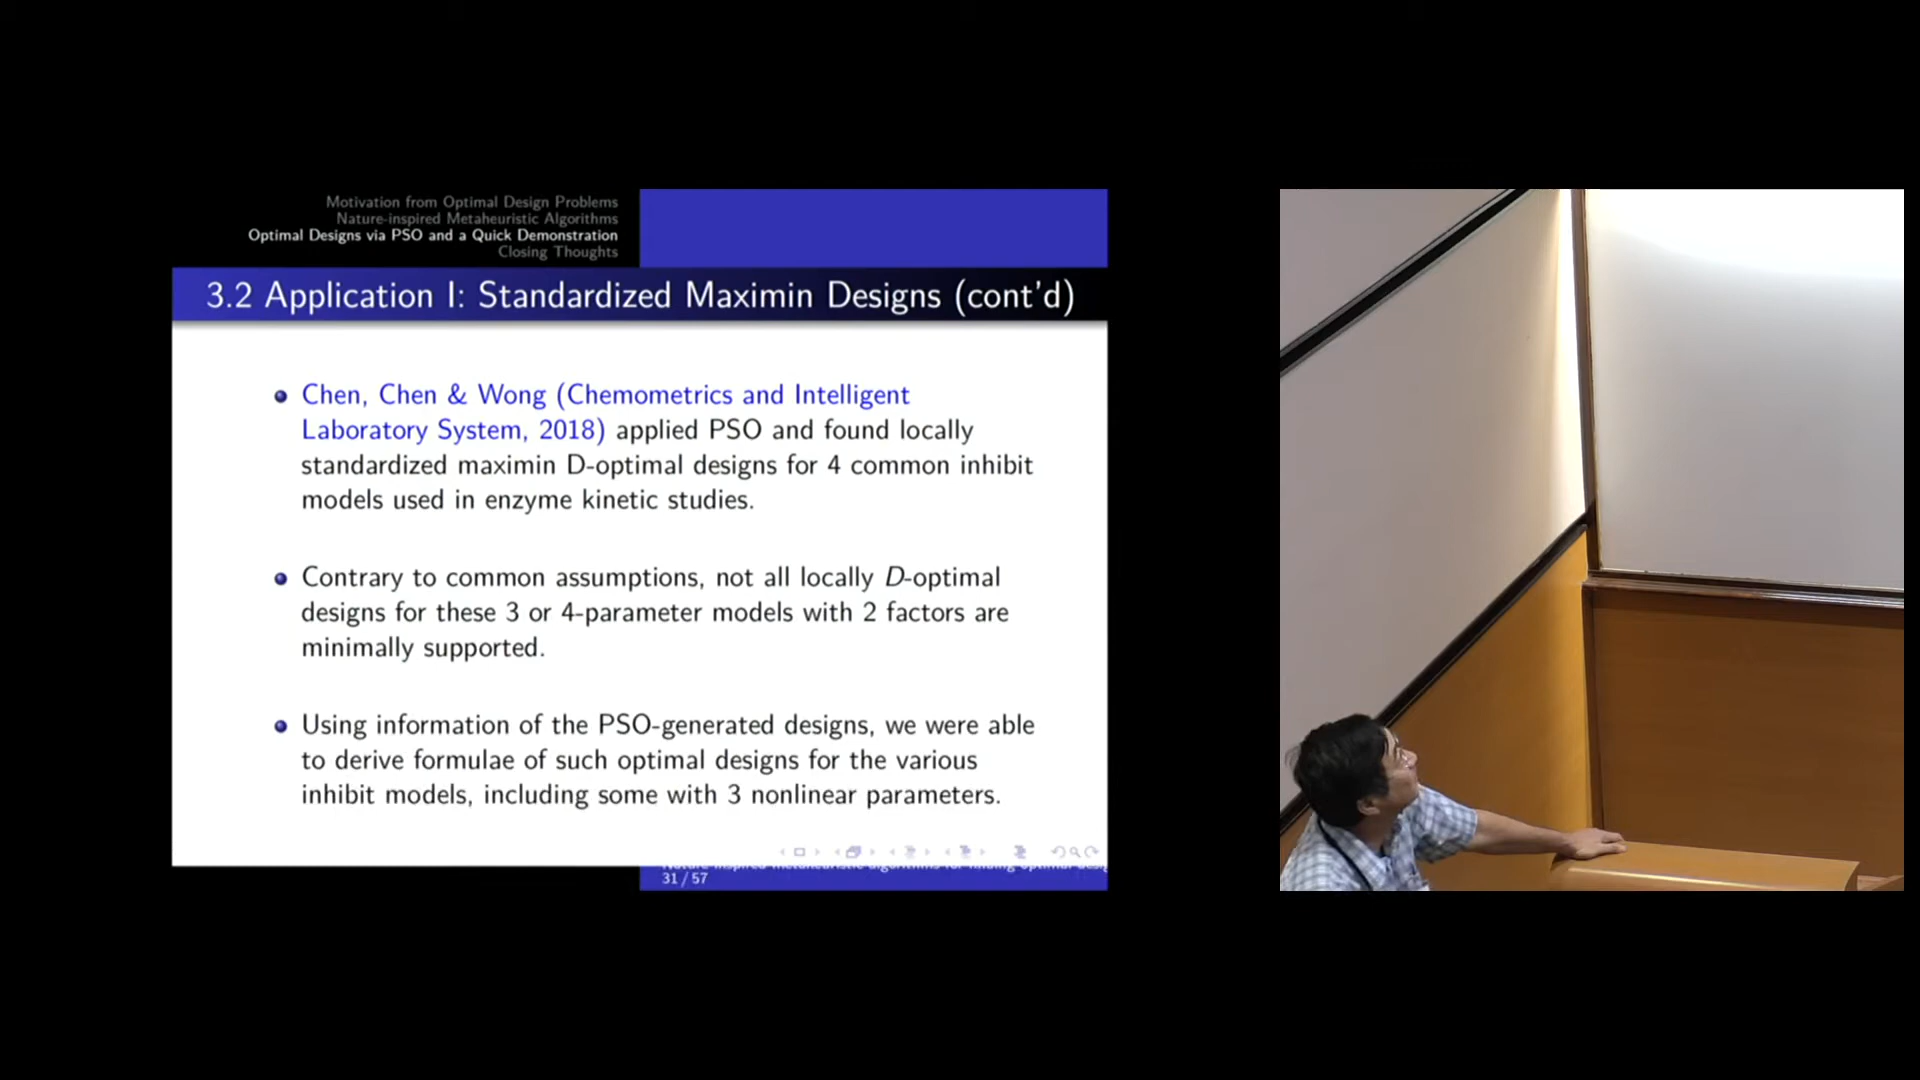 Motivation from Optimal Design Problems
Nature-inspired Metaheuristic Algorithms
Optimal Designs via PSO and a Quick Demonstration
Closing Thoughts
3.2 Application I: Standardized Maximin Designs (cont'd)
Chen, Chen & Wong (Chemometrics and Intelligent
Laboratory System, 2018) applied PSO and found locally
standardized maximin D-optimal designs for 4 common inhibit
models used in enzyme kinetic studies.
Contrary to common assumptions, not all locally D-optimal
designs for these 3 or 4-parameter models with 2 factors are
minimally supported.
Using information of the PSO-generated designs, we were able
to derive formulae of such optimal designs for the various
inhibit models, including some with 3 nonlinear parameters.
31 / 57